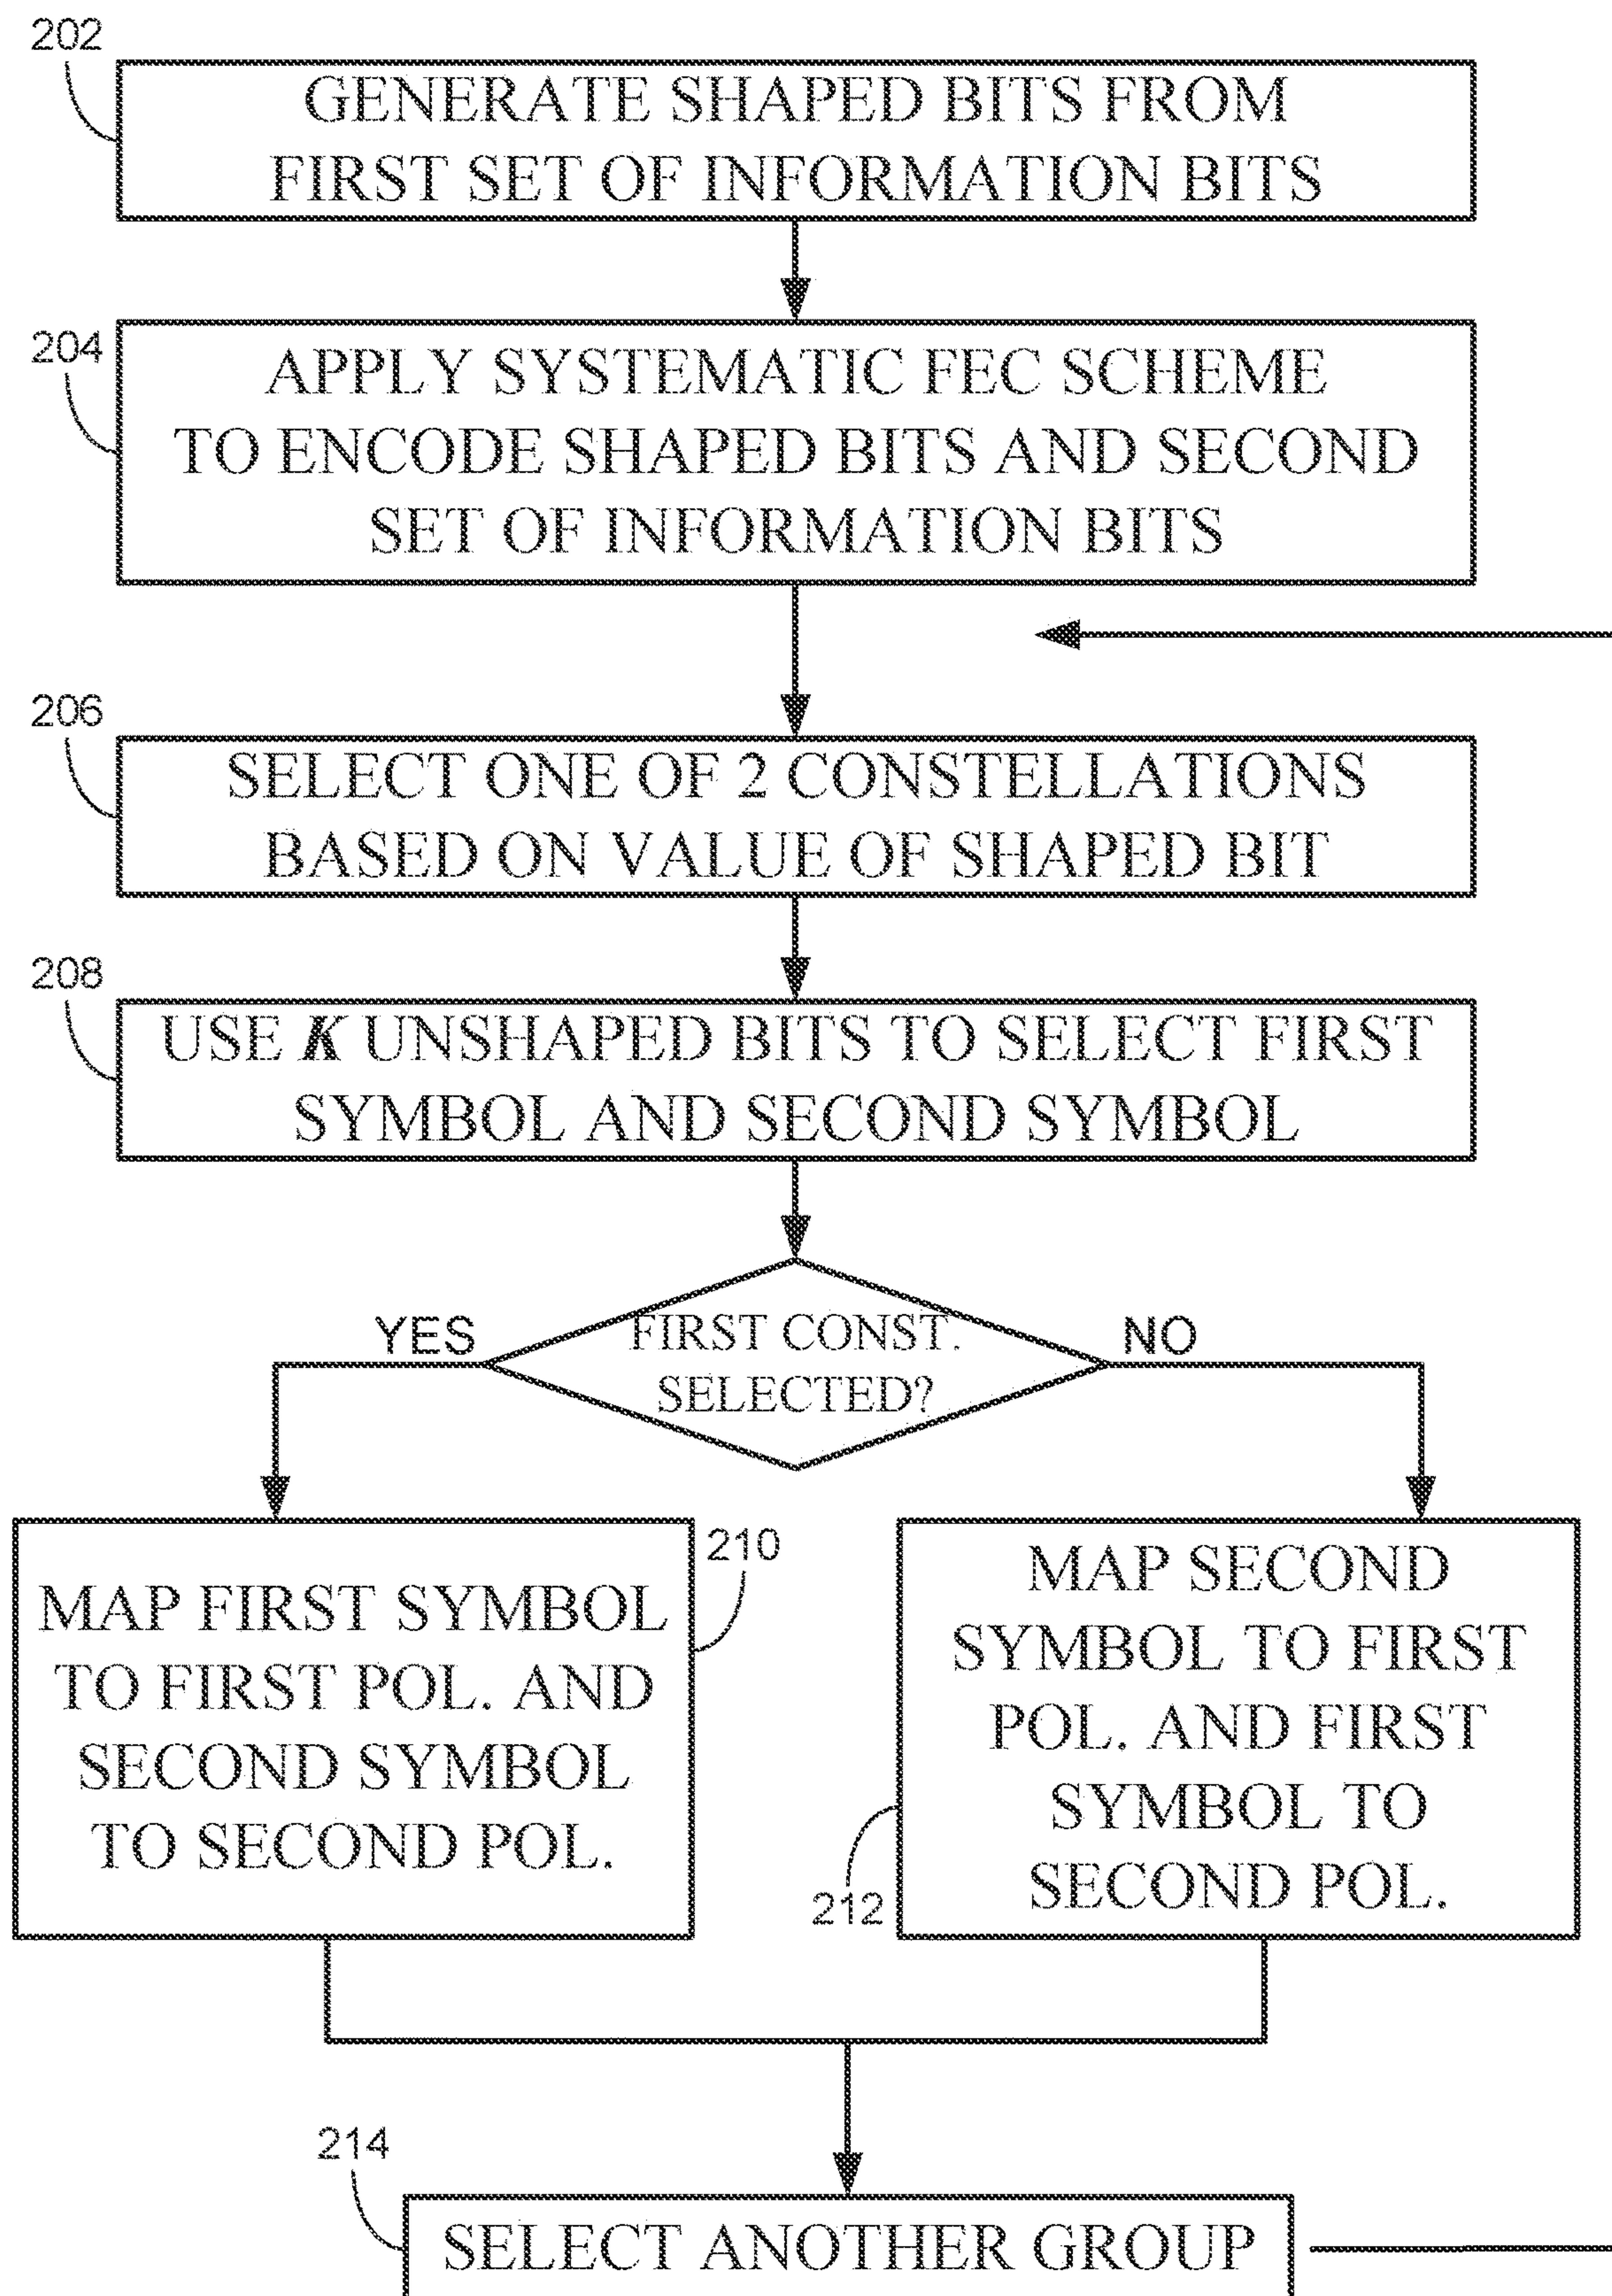 202
GENERATE SHAPED BITS FROM
FIRST SET OF INFORMATION BITS
204
APPLY SYSTEMATIC FEC SCHEME
TO ENCODE SHAPED BITS AND SECOND
SET OF INFORMATION BITS
206
SELECT ONE OF 2 CONSTELLATIONS
BASED ON VALUE OF SHAPED BIT
208
USE K UNSHAPED BITS TO SELECT FIRST
SYMBOL AND SECOND SYMBOL
YES
FIRST CONST.
SELECTED?
NO
210
MAP FIRST SYMBOL
TO FIRST POL. AND
SECOND SYMBOL
TO SECOND POL.
212
MAP SECOND
SYMBOL TO FIRST
POL. AND FIRST
SYMBOL TO
SECOND POL.
214
SELECT ANOTHER GROUP